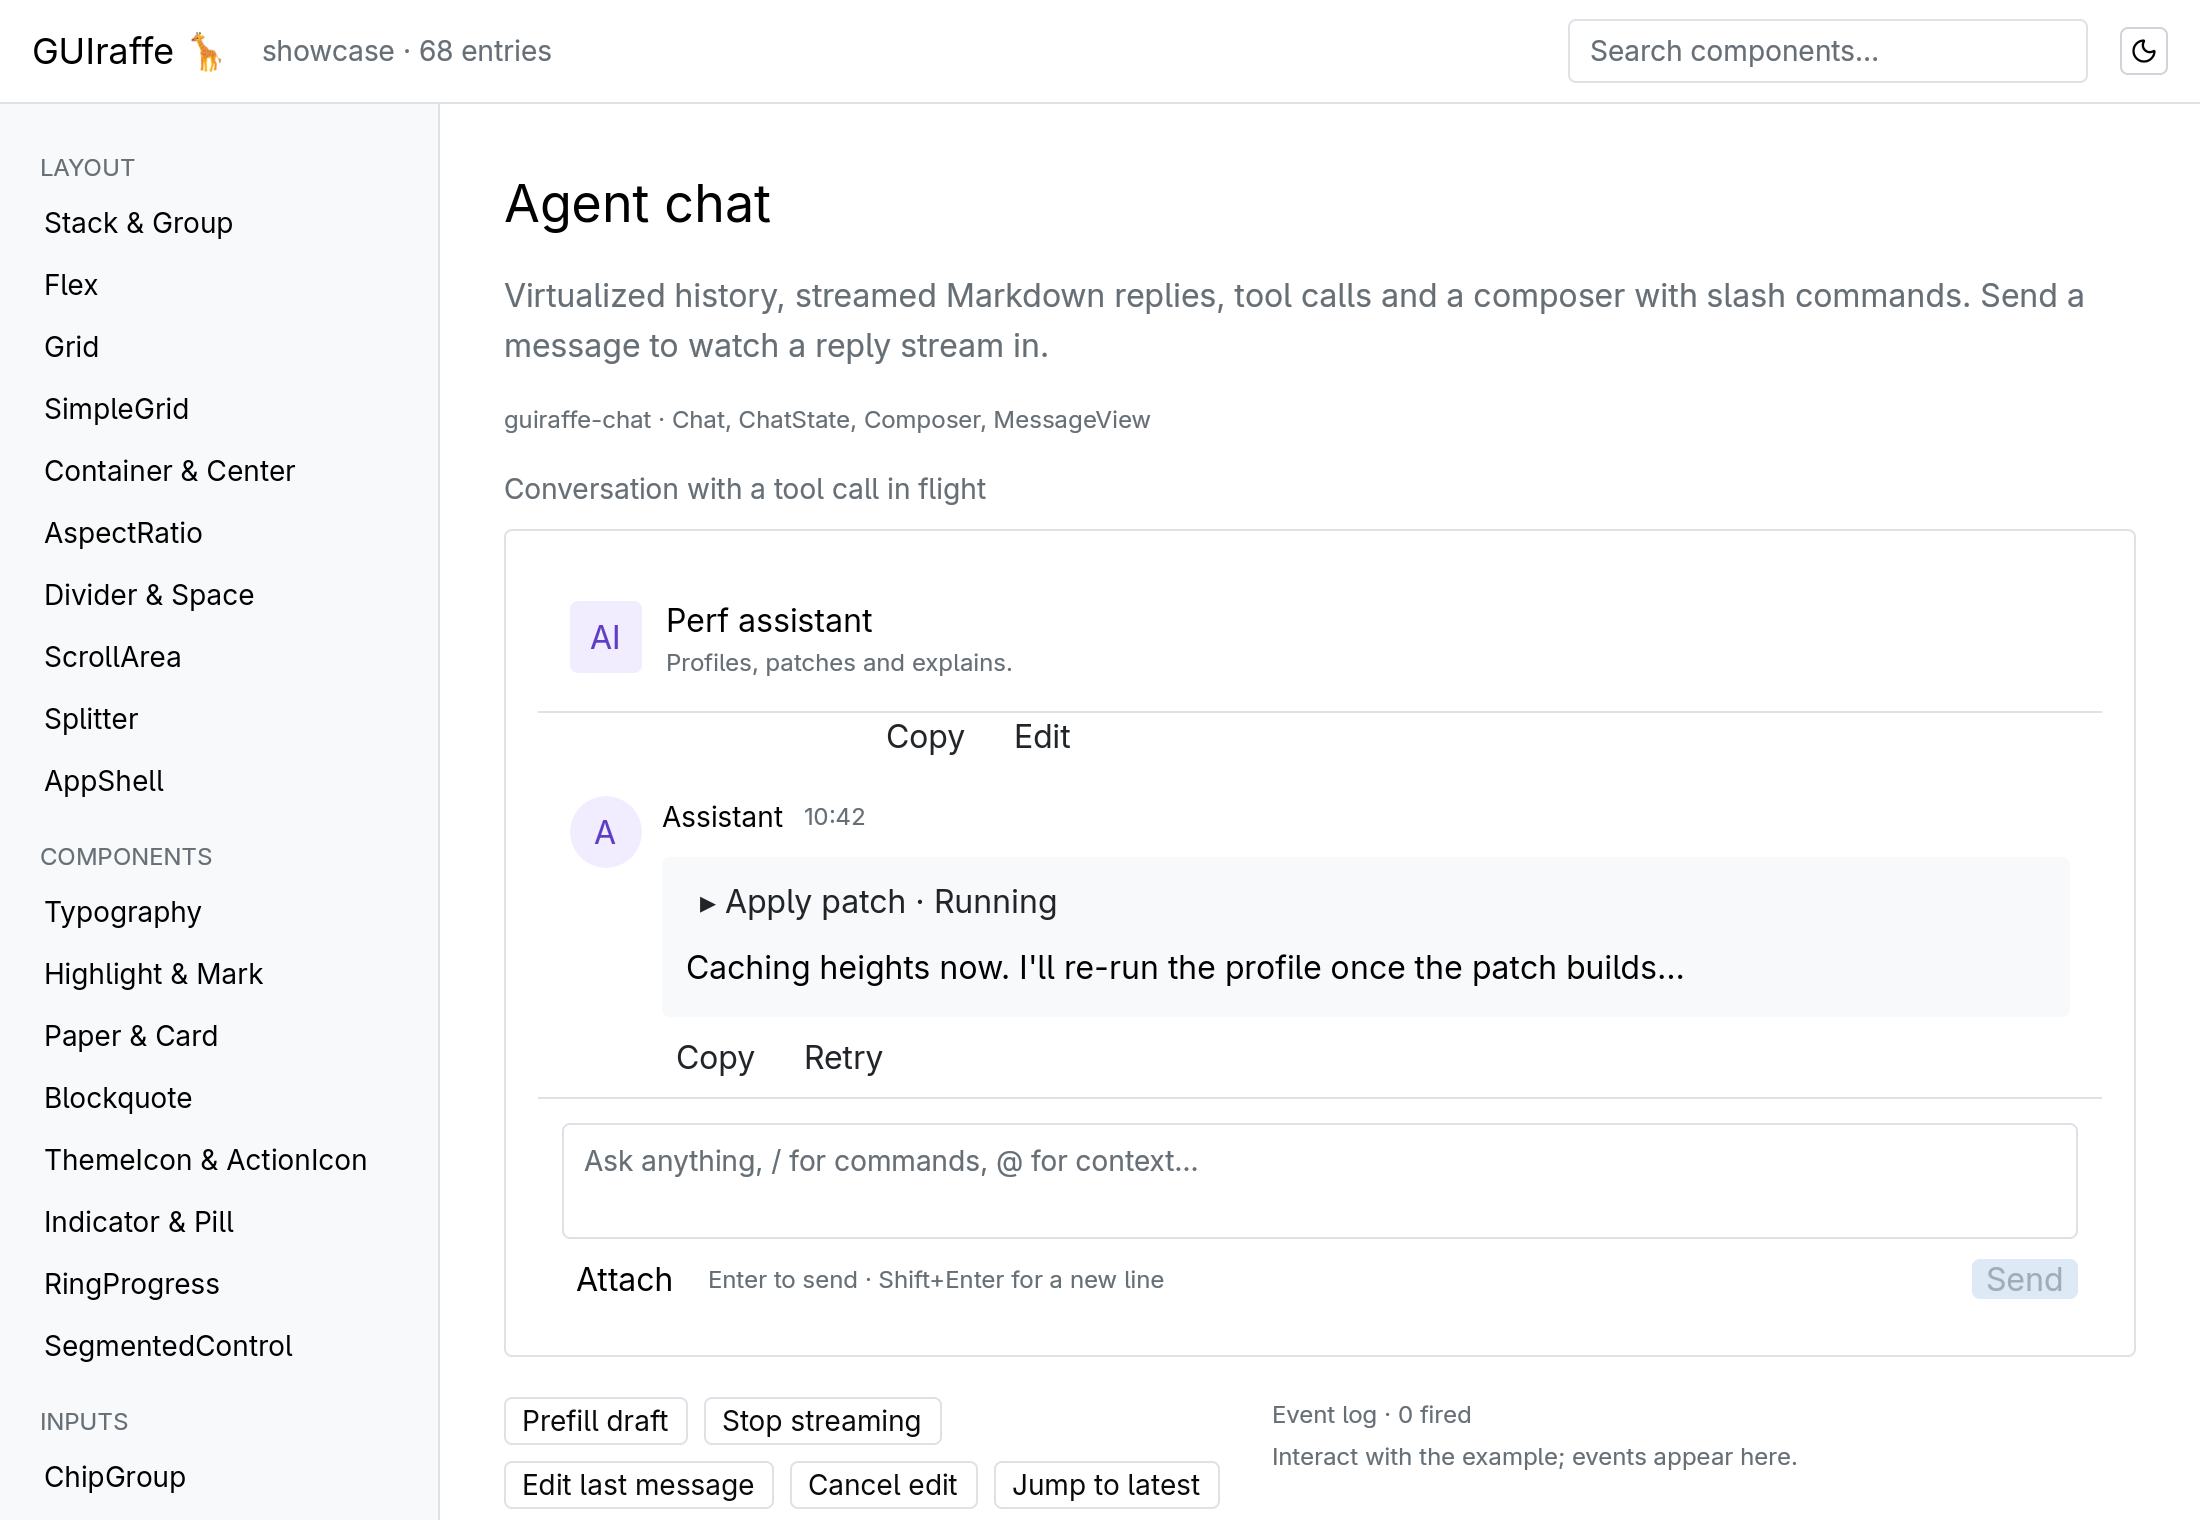 GUIraffe 🦒 showcase · 68 entries
Search components...
LAYOUT
Stack & Group
Flex
Grid
SimpleGrid
Container & Center
AspectRatio
Divider & Space
ScrollArea
Splitter
AppShell
COMPONENTS
Typography
Highlight & Mark
Paper & Card
Blockquote
ThemeIcon & ActionIcon
Indicator & Pill
RingProgress
SegmentedControl
INPUTS
ChipGroup
Agent chat
Virtualized history, streamed Markdown replies, tool calls and a composer with slash commands. Send a
message to watch a reply stream in.
guiraffe-chat · Chat, ChatState, Composer, MessageView
Conversation with a tool call in flight
AI
Perf assistant
Profiles, patches and explains.
Copy Edit
A
Assistant 10:42
▸ Apply patch · Running
Caching heights now. I'll re-run the profile once the patch builds...
Copy Retry
Ask anything, / for commands, @ for context...
Attach Enter to send · Shift+Enter for a new line Send
Prefill draft Stop streaming
Edit last message Cancel edit Jump to latest
Event log · 0 fired
Interact with the example; events appear here.